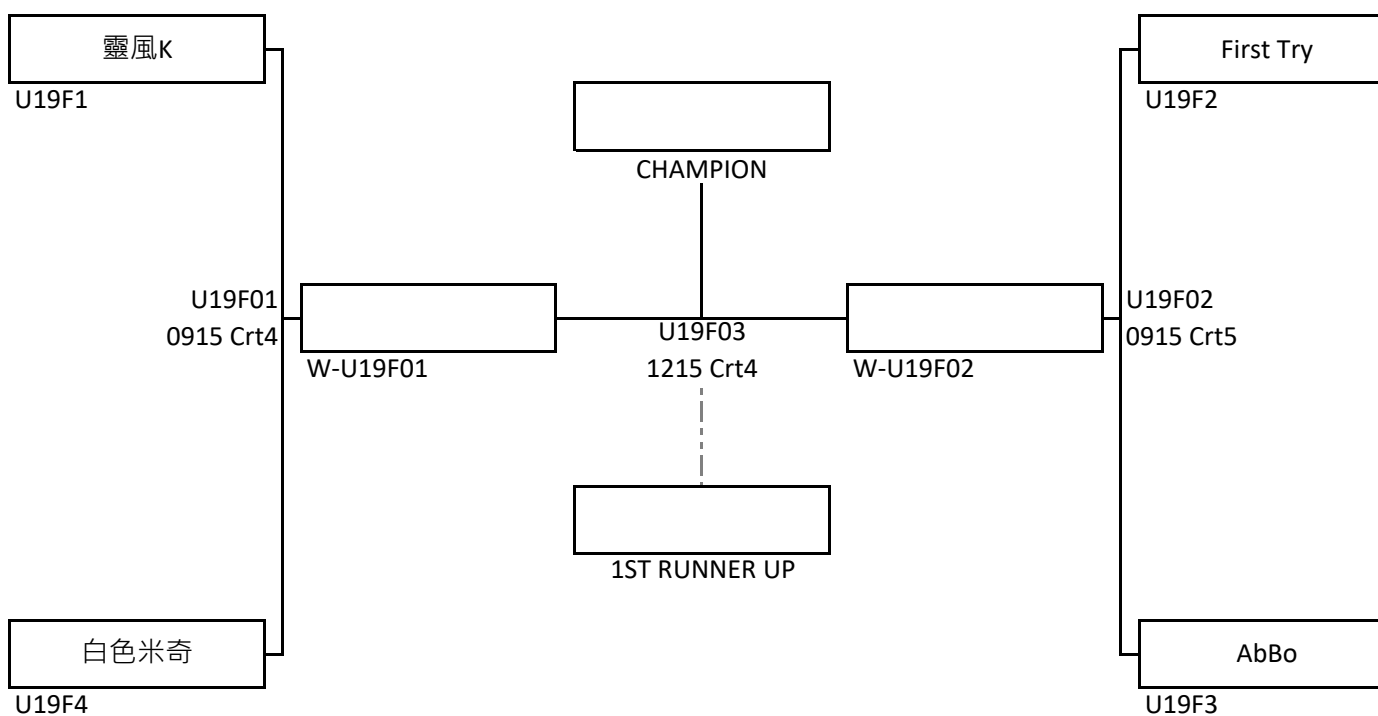 靈風K
First Try
U19F1
U19F2
CHAMPION
U19F01
U19F02
0915 Crt4
U19F03
0915 Crt5
W-U19F01
1215 Crt4
W-U19F02
1ST RUNNER UP
白色米奇
AbBo
U19F4
U19F3